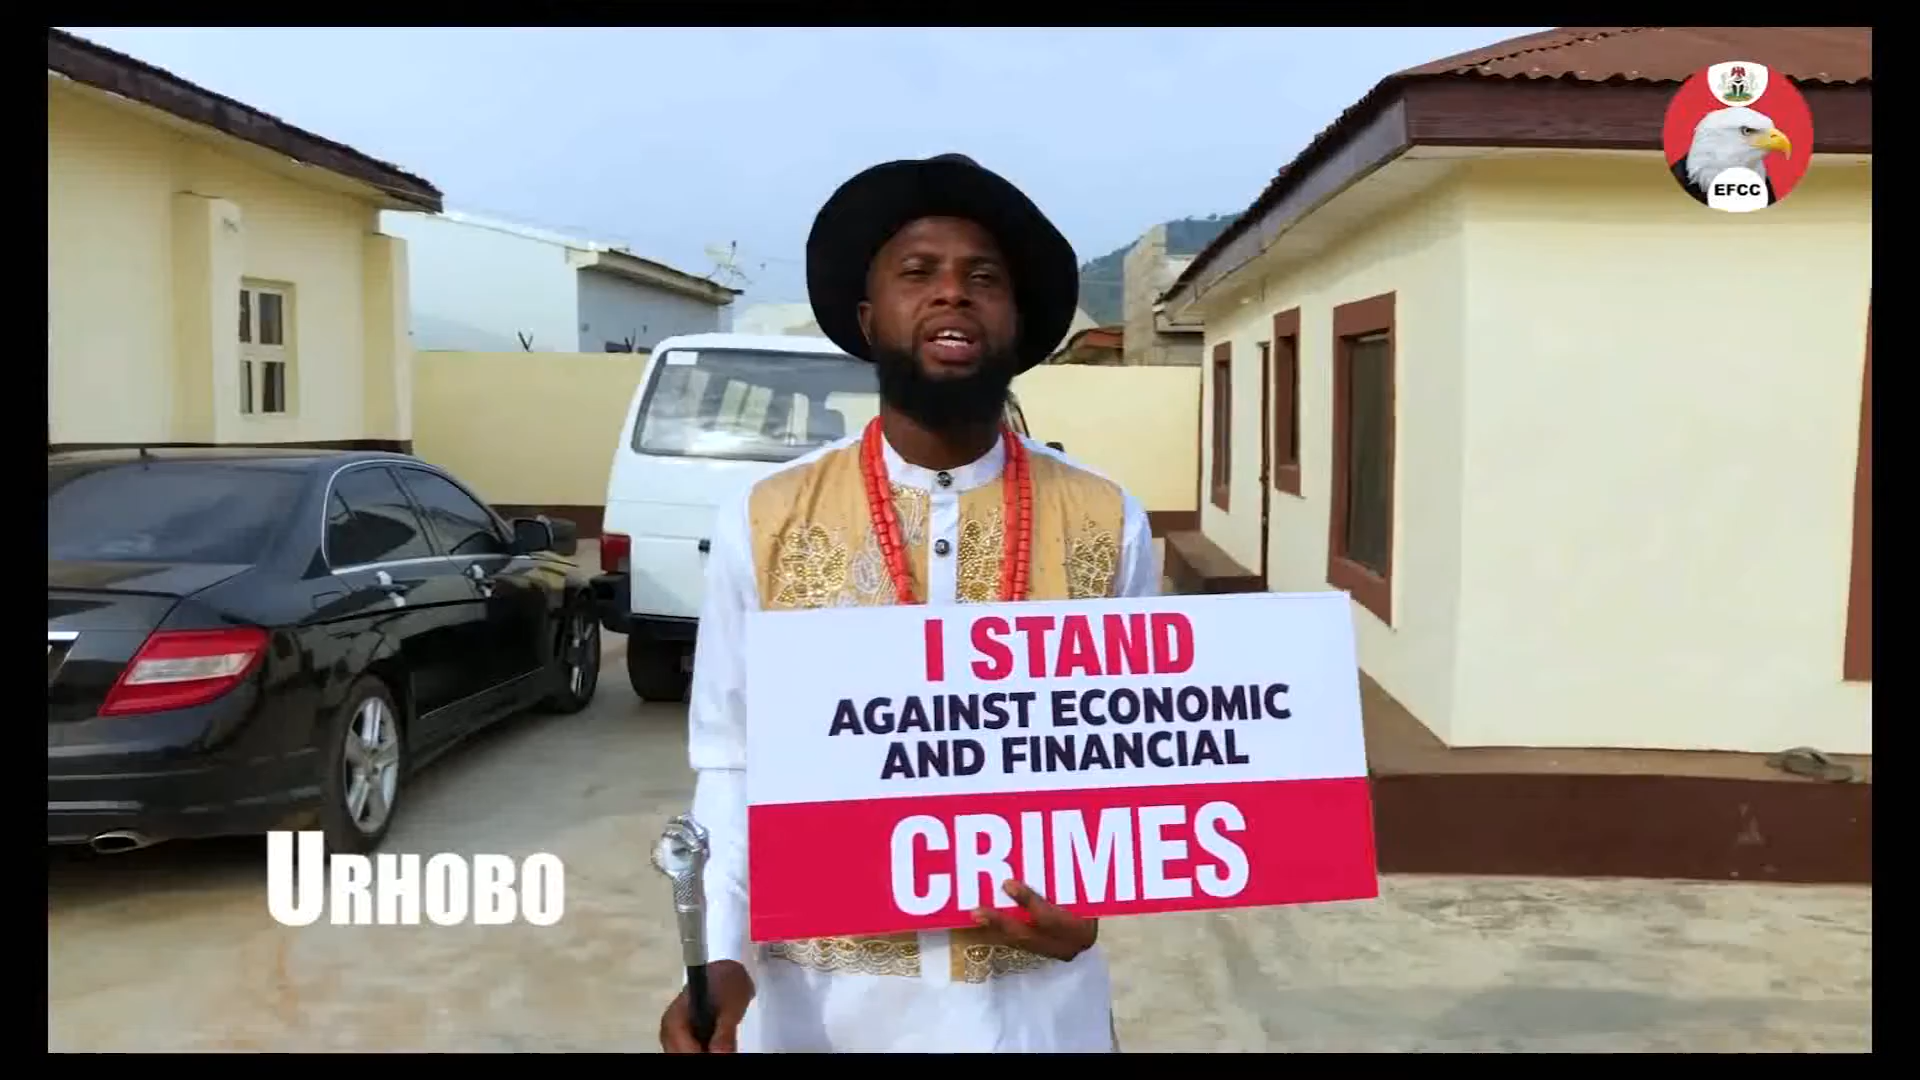 EFCC
I STAND
AGAINST ECONOMIC
AND FINANCIAL
CRIMES
URHOBO